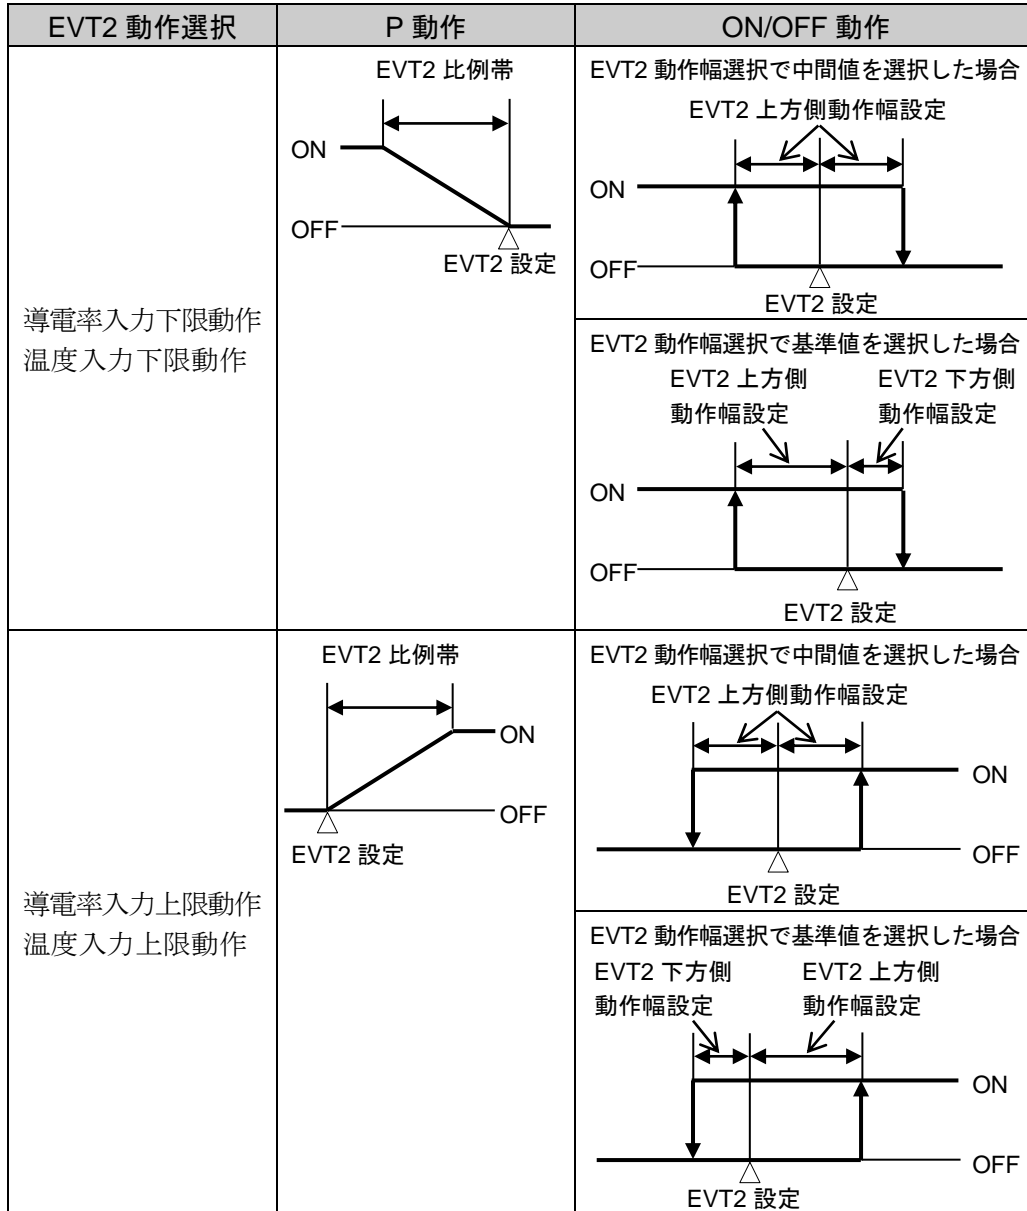 EVT2 動作選択
P 動作
ON/OFF 動作
導電率入力下限動作
温度入力下限動作
EVT2 比例帯
ON
OFF
EVT2 設定
EVT2 動作幅選択で中間値を選択した場合
EVT2 上方側動作幅設定
ON
OFF
EVT2 設定
EVT2 動作幅選択で基準値を選択した場合
EVT2 上方側
動作幅設定
EVT2 下方側
動作幅設定
ON
OFF
EVT2 設定
導電率入力上限動作
温度入力上限動作
EVT2 比例帯
ON
OFF
EVT2 設定
EVT2 動作幅選択で中間値を選択した場合
EVT2 上方側動作幅設定
ON
OFF
EVT2 設定
EVT2 動作幅選択で基準値を選択した場合
EVT2 下方側
動作幅設定
EVT2 上方側
動作幅設定
ON
OFF
EVT2 設定